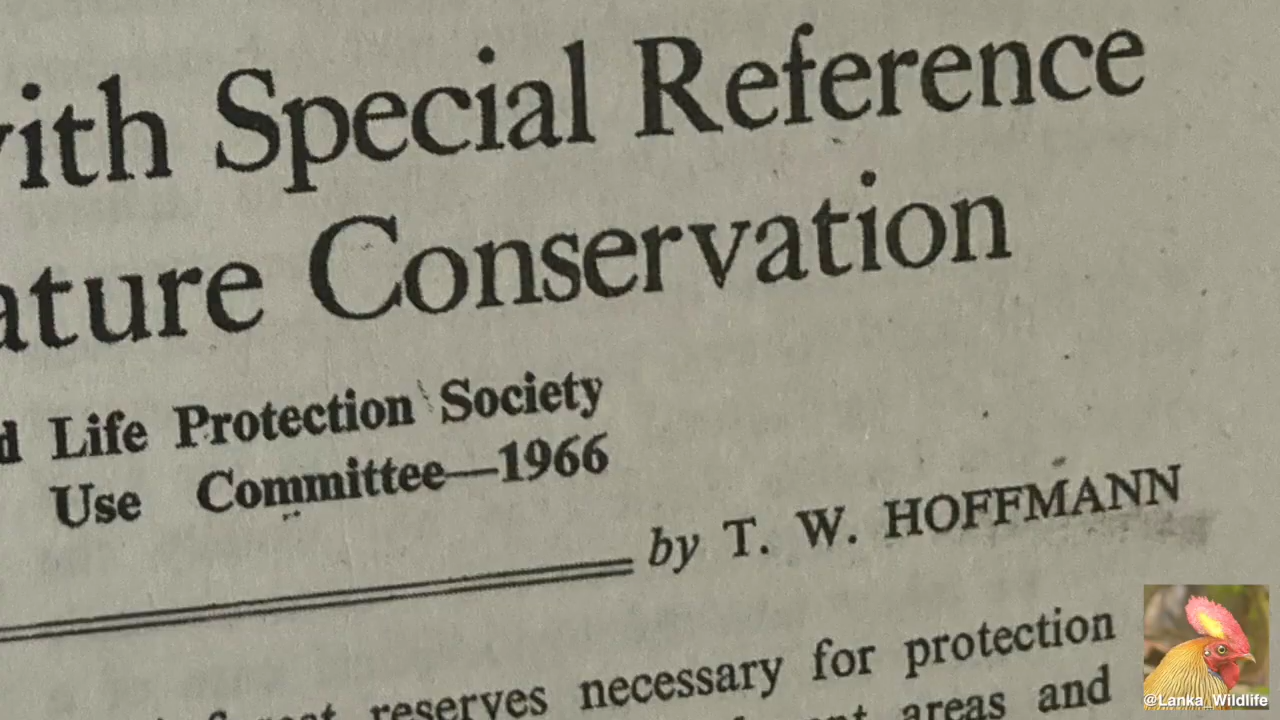 with Special Reference
ature Conservation
d Life Protection Society
Use Committee—1966
by T. W. HOFFMANN
reserves necessary for protection
areas and
@Lanka_Wildlife